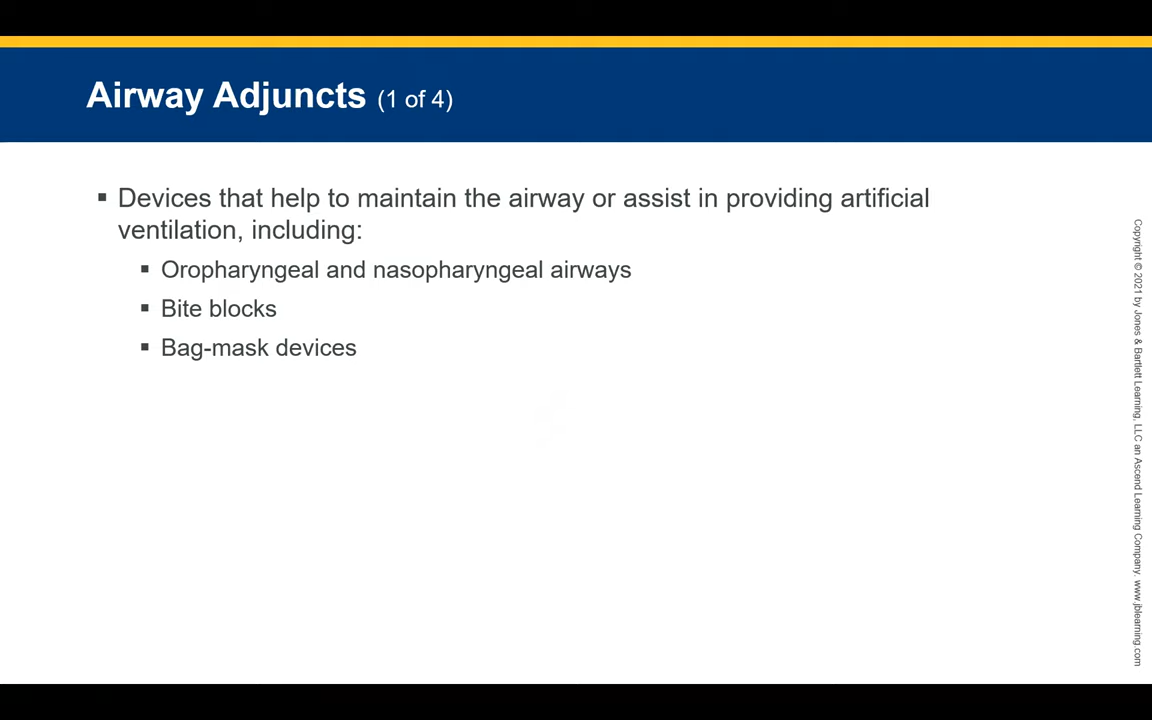 Airway Adjuncts (1 of 4)
▪ Devices that help to maintain the airway or assist in providing artificial
ventilation, including:
▪ Oropharyngeal and nasopharyngeal airways
▪ Bite blocks
▪ Bag-mask devices
Copyright © 2021 by Jones & Bartlett Learning, LLC an Ascend Learning Company. www.jblearning.com